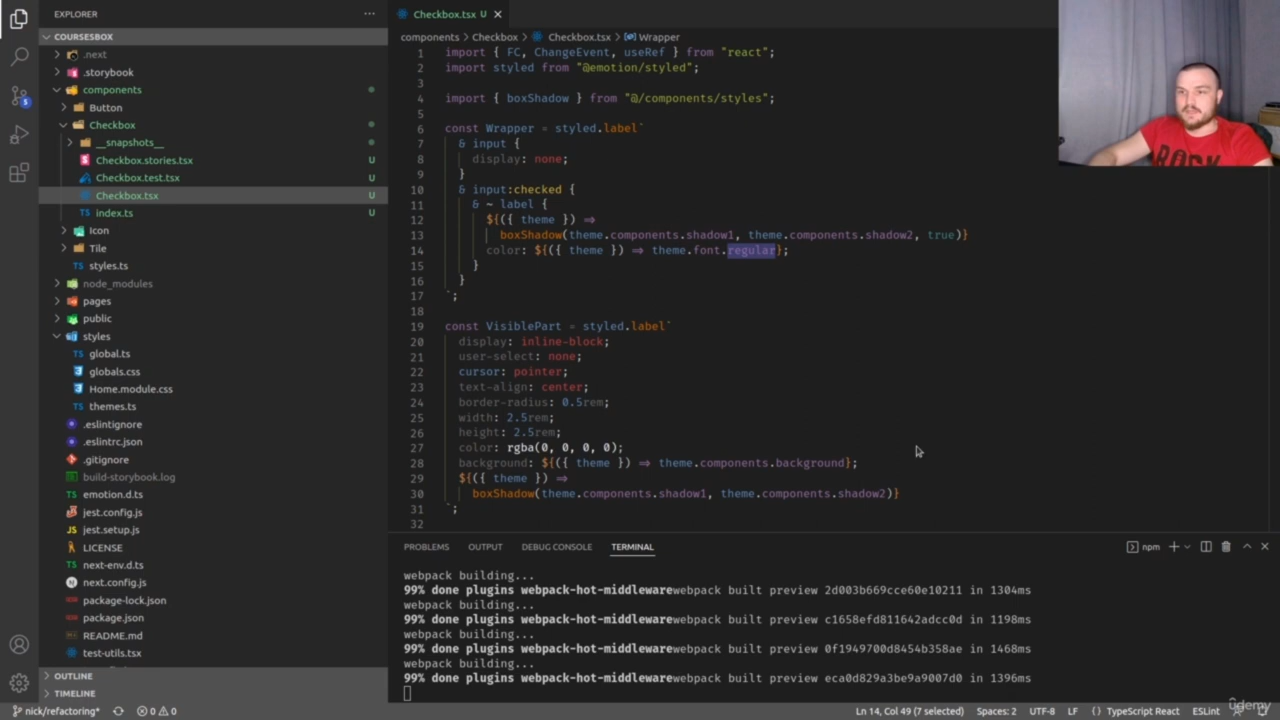 EXPLORER
COURSESBOX
.next
.storybook
components
Button
Checkbox
__snapshots__
Checkbox.stories.tsx U
Checkbox.test.tsx U
Checkbox.tsx U
index.ts U
Icon
Tile
styles.ts
node_modules
pages
public
styles
global.ts
globals.css
Home.module.css
themes.ts
.eslintignore
.eslintrc.json
.gitignore
build-storybook.log
emotion.d.ts
jest.config.js
jest.setup.js
LICENSE
next-env.d.ts
next.config.js
package-lock.json
package.json
README.md
test-utils.tsx
OUTLINE
TIMELINE
Checkbox.tsx U
components > Checkbox > Checkbox.tsx > Wrapper
1 import { FC, ChangeEvent, useRef } from "react";
2 import styled from "@emotion/styled";
3
4 import { boxShadow } from "@/components/styles";
5
6 const Wrapper = styled.label`
7 & input {
8 display: none;
9 }
10 & input:checked {
11 & ~ label {
12 ${({ theme }) ⇒
13 boxShadow(theme.components.shadow1, theme.components.shadow2, true)}
14 color: ${({ theme }) ⇒ theme.font.regular};
15 }
16 }
17 `;
18
19 const VisiblePart = styled.label`
20 display: inline-block;
21 user-select: none;
22 cursor: pointer;
23 text-align: center;
24 border-radius: 0.5rem;
25 width: 2.5rem;
26 height: 2.5rem;
27 color: rgba(0, 0, 0, 0);
28 background: ${({ theme }) ⇒ theme.components.background};
29 ${({ theme }) ⇒
30 boxShadow(theme.components.shadow1, theme.components.shadow2)}
31 `;
32
PROBLEMS OUTPUT DEBUG CONSOLE TERMINAL npm
webpack building...
99% done plugins webpack-hot-middlewarewebpack built preview 2d003b669cce60e10211 in 1304ms
webpack building...
99% done plugins webpack-hot-middlewarewebpack built preview c1658efd811642adcc0d in 1198ms
webpack building...
99% done plugins webpack-hot-middlewarewebpack built preview 0f1949700d8454b358ae in 1468ms
webpack building...
99% done plugins webpack-hot-middlewarewebpack built preview eca0d829a3be9a9007d0 in 1396ms
nick/refactoring* 0 0 Ln 14, Col 49 (7 selected) Spaces: 2 UTF-8 LF TypeScript React ESLint
5
ROCK
udemy